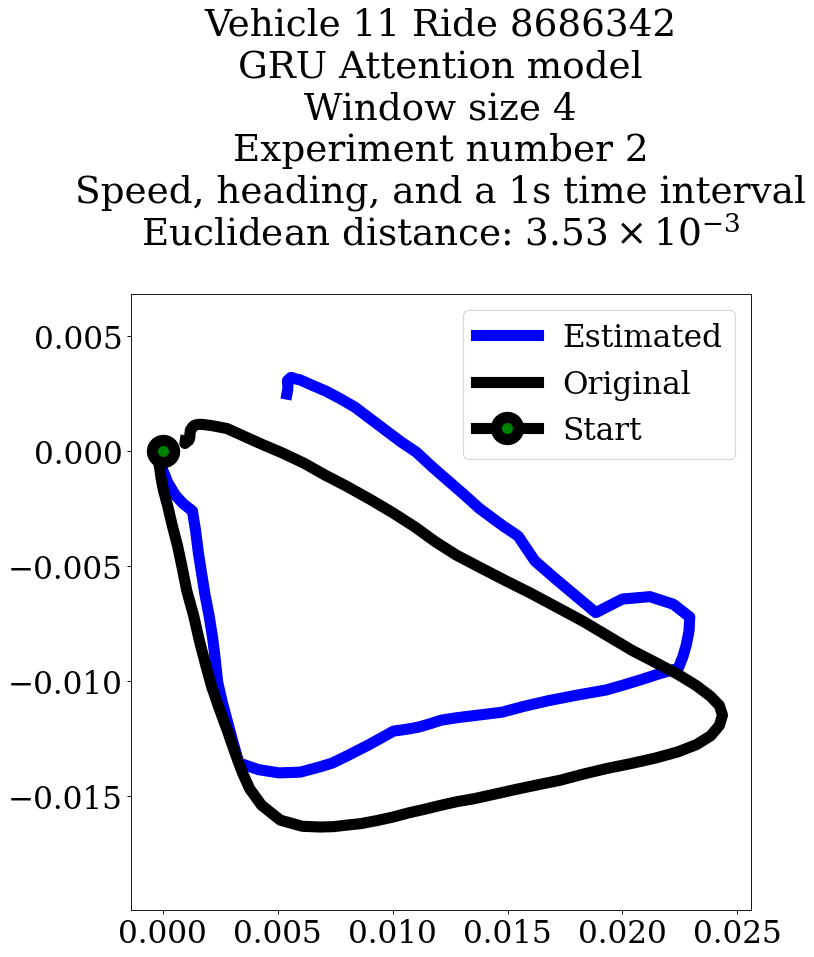 Vehicle 11 Ride 8686342
GRU Attention model
Window size 4
Experiment number 2
Speed, heading, and a 1s time interval
Euclidean distance: 3.53 × 10⁻³
Estimated
Original
Start
0.005
0.000
−0.005
−0.010
−0.015
0.000 0.005 0.010 0.015 0.020 0.025